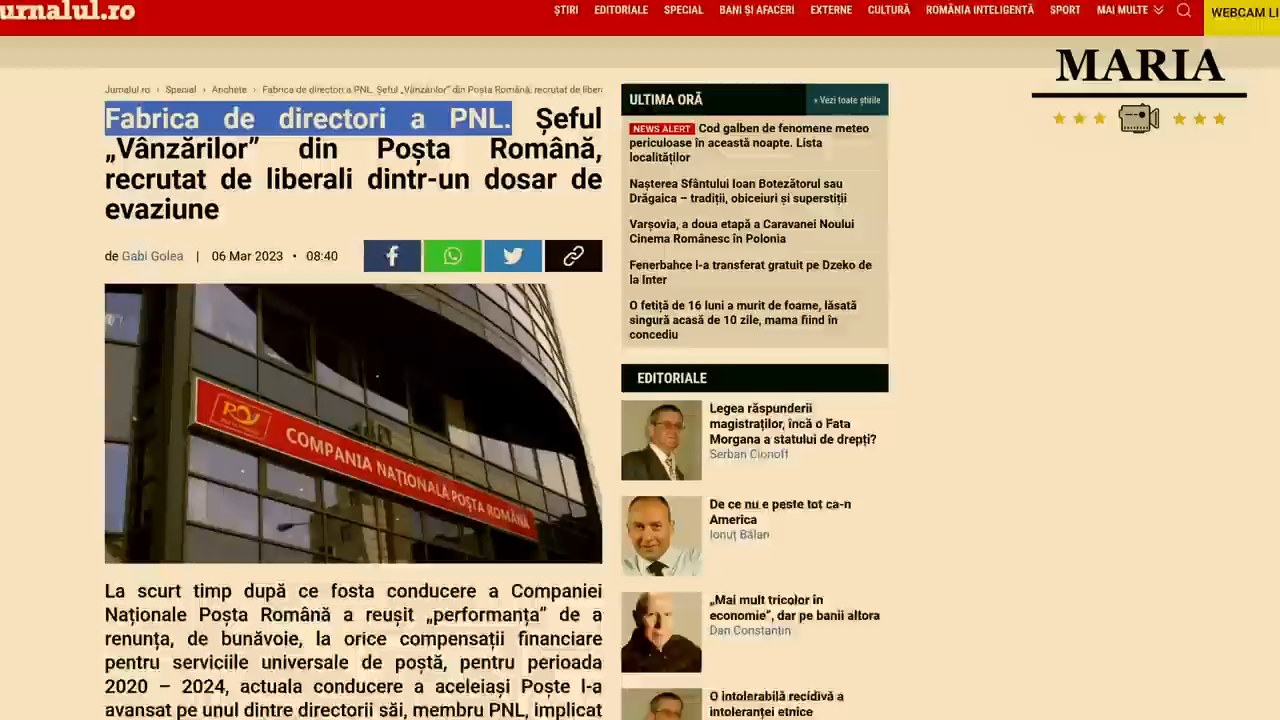 urnalul.ro
ȘTIRI EDITORIALE SPECIAL BANI ȘI AFACERI EXTERNE CULTURĂ ROMÂNIA INTELIGENTĂ SPORT MAI MULTE
WEBCAM LI
MARIA
Jurnalul.ro › Special › Anchete › Fabrica de directori a PNL. Șeful „Vânzărilor” din Poșta Română, recrutat de libera
Fabrica de directori a PNL. Șeful
„Vânzărilor” din Poșta Română,
recrutat de liberali dintr-un dosar de
evaziune
de Gabi Golea | 06 Mar 2023 • 08:40
COMPANIA NAȚIONALĂ POȘTA ROMÂNĂ
La scurt timp după ce fosta conducere a Companiei
Naționale Poșta Română a reușit „performanța” de a
renunța, de bunăvoie, la orice compensații financiare
pentru serviciile universale de poștă, pentru perioada
2020 – 2024, actuala conducere a aceleiași Poște l-a
avansat pe unul dintre directorii săi, membru PNL, implicat
ULTIMA ORĂ
» Vezi toate știrile
NEWS ALERT Cod galben de fenomene meteo
periculoase în această noapte. Lista
localităților
Nașterea Sfântului Ioan Botezătorul sau
Drăgaica – tradiții, obiceiuri și superstiții
Varșovia, a doua etapă a Caravanei Noului
Cinema Românesc în Polonia
Fenerbahce l-a transferat gratuit pe Dzeko de
la Inter
O fetiță de 16 luni a murit de foame, lăsată
singură acasă de 10 zile, mama fiind în
concediu
EDITORIALE
Legea răspunderii
magistraților, încă o Fata
Morgana a statului de drepți?
Serban Cionoff
De ce nu e peste tot ca-n
America
Ionuț Bălan
„Mai mult tricolor în
economie”, dar pe banii altora
Dan Constantin
O intolerabilă recidivă a
intoleranței etnice